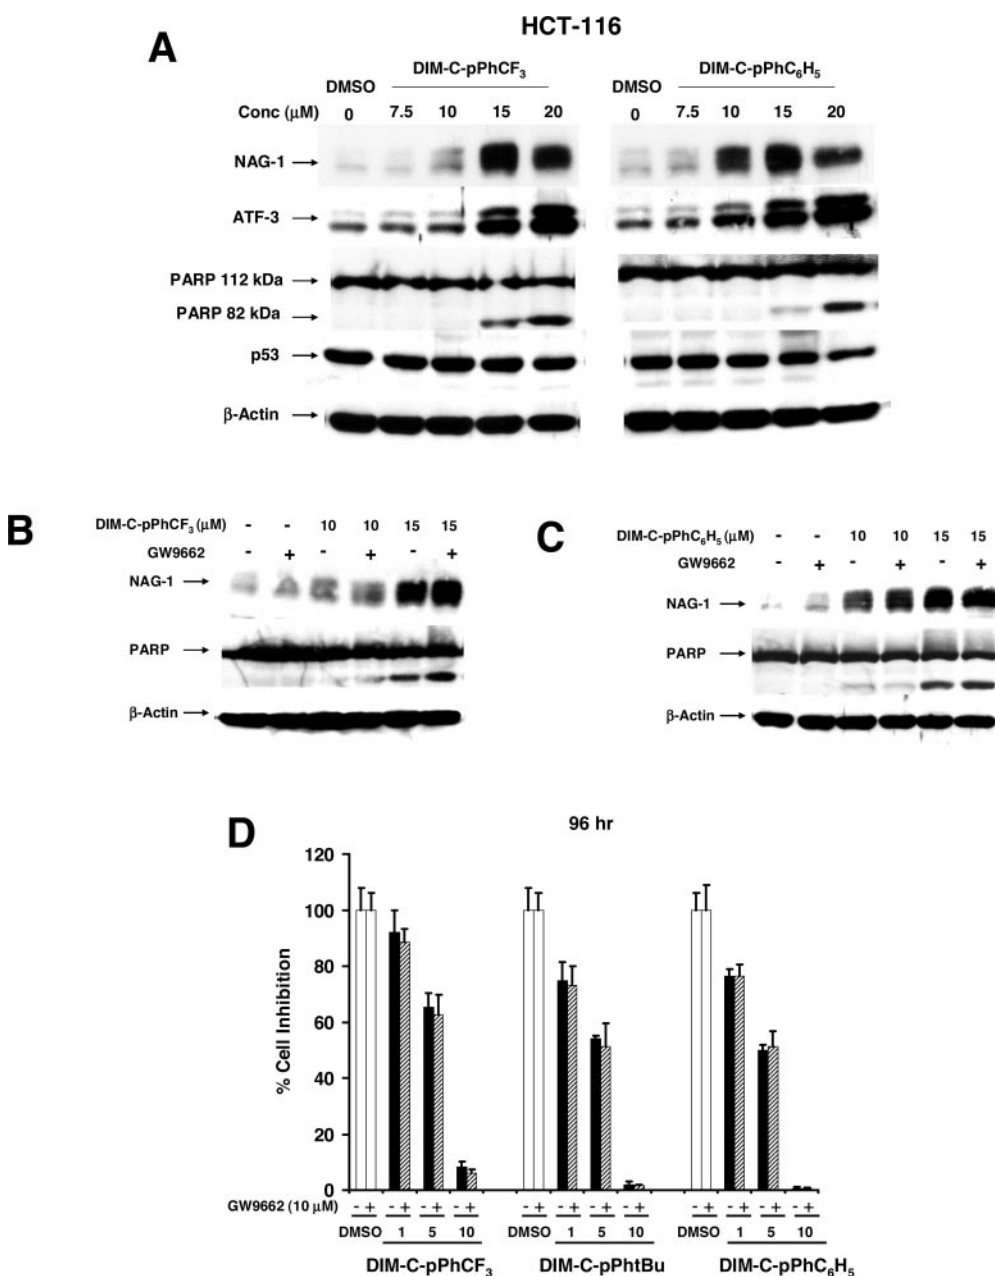 HCT-116
A
DIM-C-pPhCF3
DMSO
Conc (μM) 0 7.5 10 15 20
DIM-C-pPhC6H5
DMSO
0 7.5 10 15 20
NAG-1
ATF-3
PARP 112 kDa
PARP 82 kDa
p53
β-Actin
B
DIM-C-pPhCF3 (μM) - - 10 10 15 15
GW9662 - + - + - +
NAG-1
PARP
β-Actin
C
DIM-C-pPhC6H5 (μM) - - 10 10 15 15
GW9662 - + - + - +
NAG-1
PARP
β-Actin
D
96 hr
% Cell Inhibition
120
100
80
60
40
20
0
GW9662 (10 μM) - + - + - + - + - + - + - + - + - + - + - + - +
DMSO 1 5 10 DMSO 1 5 10 DMSO 1 5 10
DIM-C-pPhCF3 DIM-C-pPhtBu DIM-C-pPhC6H5